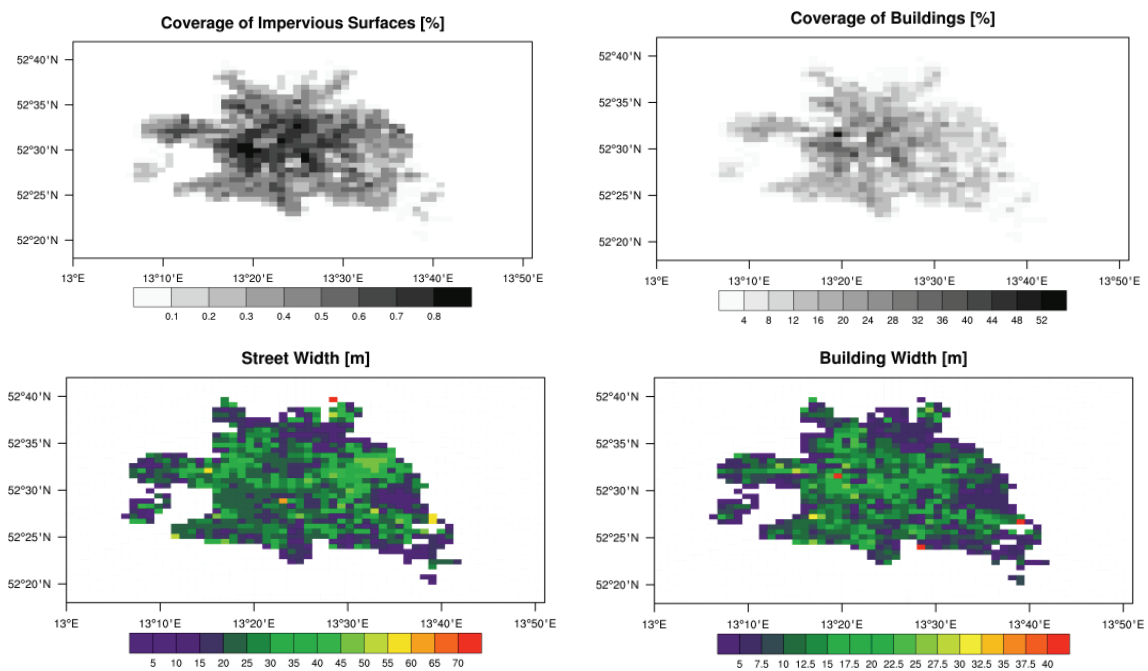 Coverage of Impervious Surfaces [%]
52°40'N
52°35'N
52°30'N
52°25'N
52°20'N
13°E 13°10'E 13°20'E 13°30'E 13°40'E 13°50'E
0.1 0.2 0.3 0.4 0.5 0.6 0.7 0.8
Coverage of Buildings [%]
52°40'N
52°35'N
52°30'N
52°25'N
52°20'N
13°E 13°10'E 13°20'E 13°30'E 13°40'E 13°50'E
4 8 12 16 20 24 28 32 36 40 44 48 52
Street Width [m]
52°40'N
52°35'N
52°30'N
52°25'N
52°20'N
13°E 13°10'E 13°20'E 13°30'E 13°40'E 13°50'E
5 10 15 20 25 30 35 40 45 50 55 60 65 70
Building Width [m]
52°40'N
52°35'N
52°30'N
52°25'N
52°20'N
13°E 13°10'E 13°20'E 13°30'E 13°40'E 13°50'E
5 7.5 10 12.5 15 17.5 20 22.5 25 27.5 30 32.5 35 37.5 40